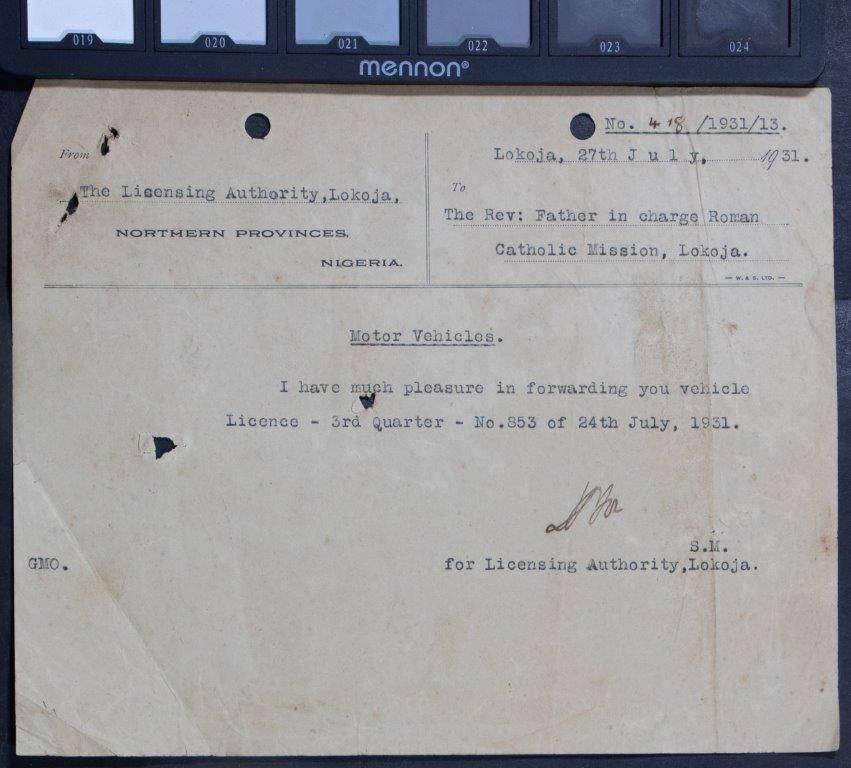 019 020 021 022 023 024
mennon®
No. 418 /1931/13.
From
Lokoja, 27th J u l y, 1931.
The Licensing Authority,Lokoja,
To
The Rev: Father in charge Roman
NORTHERN PROVINCES,
Catholic Mission, Lokoja.
NIGERIA.
— W. & S. LTD. —
Motor Vehicles.
I have much pleasure in forwarding you vehicle
Licence - 3rd Quarter - No.853 of 24th July, 1931.
S.M.
GMO.
for Licensing Authority,Lokoja.